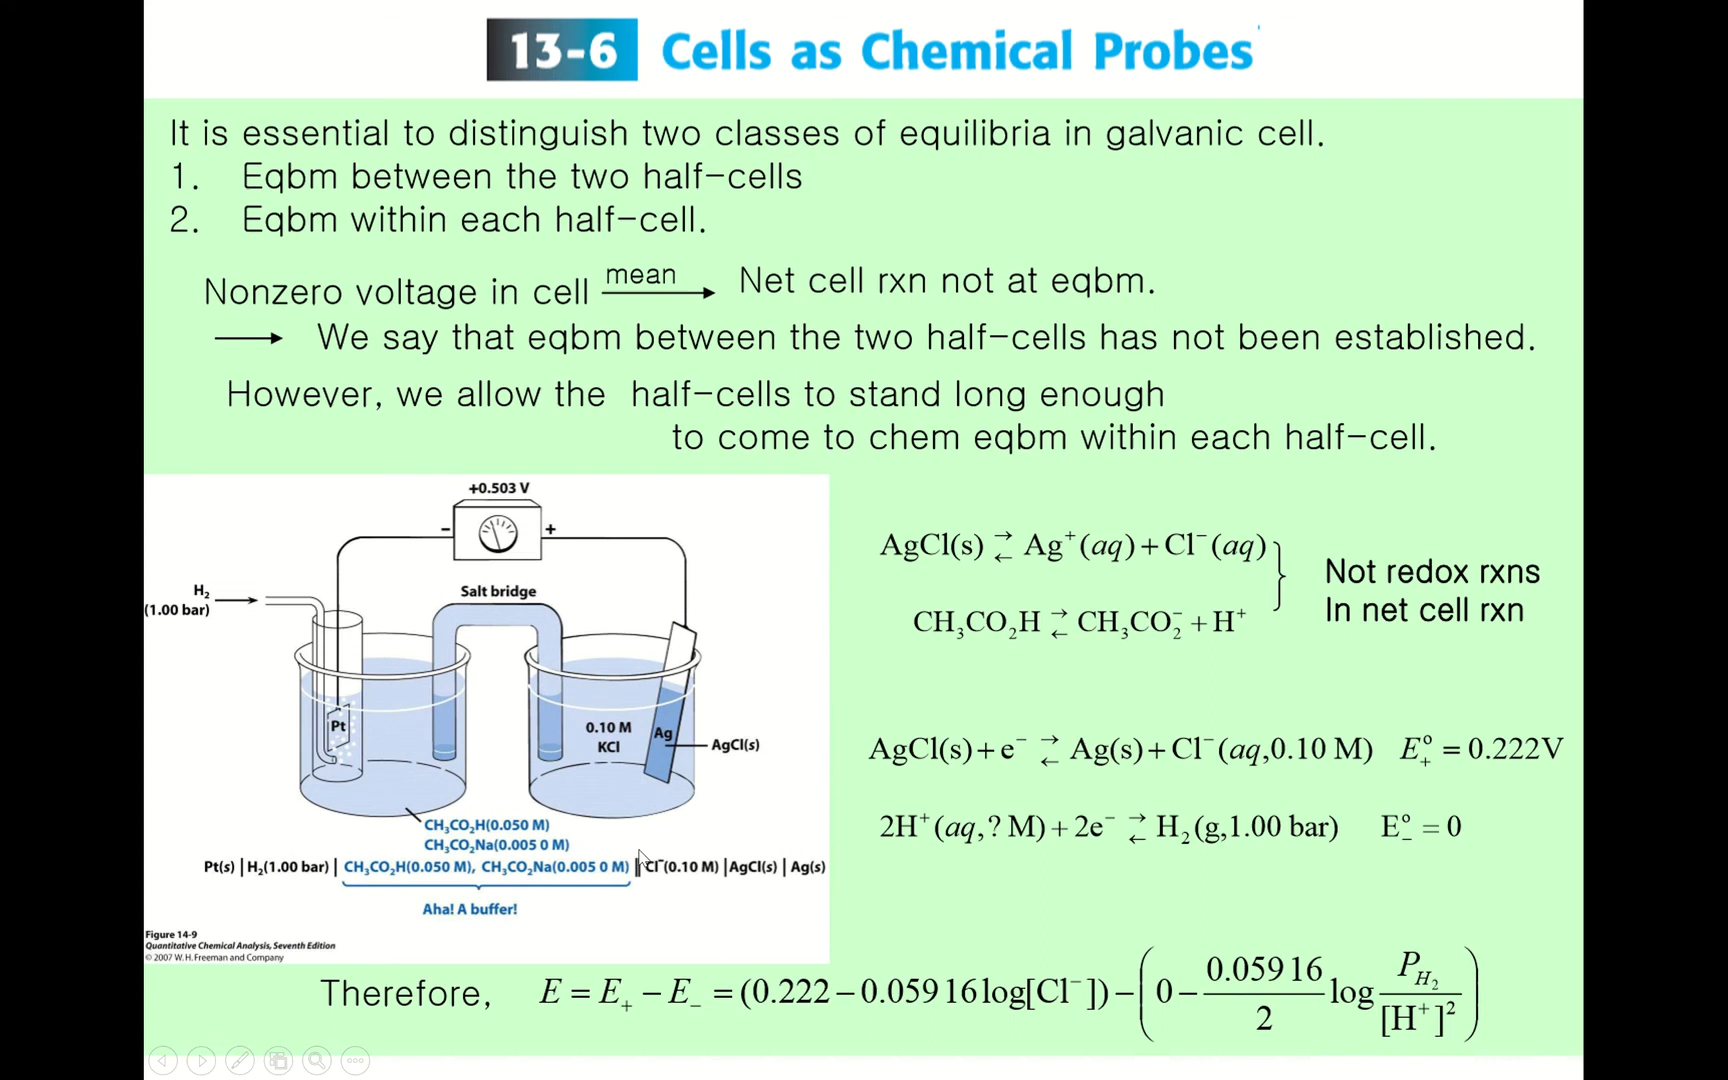 13-6 Cells as Chemical Probes
It is essential to distinguish two classes of equilibria in galvanic cell.
1. Eqbm between the two half-cells
2. Eqbm within each half-cell.
Nonzero voltage in cell mean → Net cell rxn not at eqbm.
→ We say that eqbm between the two half-cells has not been established.
However, we allow the half-cells to stand long enough
to come to chem eqbm within each half-cell.
+0.503 V
- +
H₂
(1.00 bar)
Salt bridge
Pt
0.10 M
KCl
Ag
AgCl(s)
CH₃CO₂H(0.050 M)
CH₃CO₂Na(0.005 0 M)
Pt(s) | H₂(1.00 bar) | CH₃CO₂H(0.050 M), CH₃CO₂Na(0.005 0 M) || Cl⁻(0.10 M) | AgCl(s) | Ag(s)
Aha! A buffer!
Figure 14-9
Quantitative Chemical Analysis, Seventh Edition
© 2007 W. H. Freeman and Company
AgCl(s) ⇄ Ag⁺(aq) + Cl⁻(aq)
CH₃CO₂H ⇄ CH₃CO₂⁻ + H⁺
Not redox rxns
In net cell rxn
AgCl(s) + e⁻ ⇄ Ag(s) + Cl⁻(aq,0.10 M) E₊° = 0.222V
2H⁺(aq,? M) + 2e⁻ ⇄ H₂(g,1.00 bar) E₋° = 0
Therefore, E = E₊ − E₋ = (0.222 − 0.05916 log[Cl⁻]) − (0 − 0.05916/2 log P_H₂/[H⁺]²)